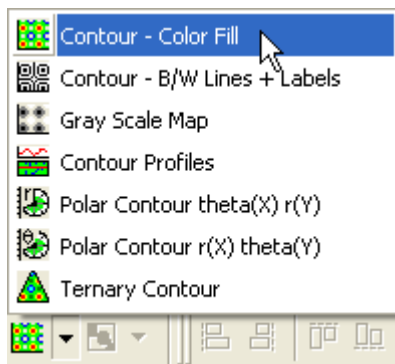 Contour - Color Fill
Contour - B/W Lines + Labels
Gray Scale Map
Contour Profiles
Polar Contour theta(X) r(Y)
Polar Contour r(X) theta(Y)
Ternary Contour